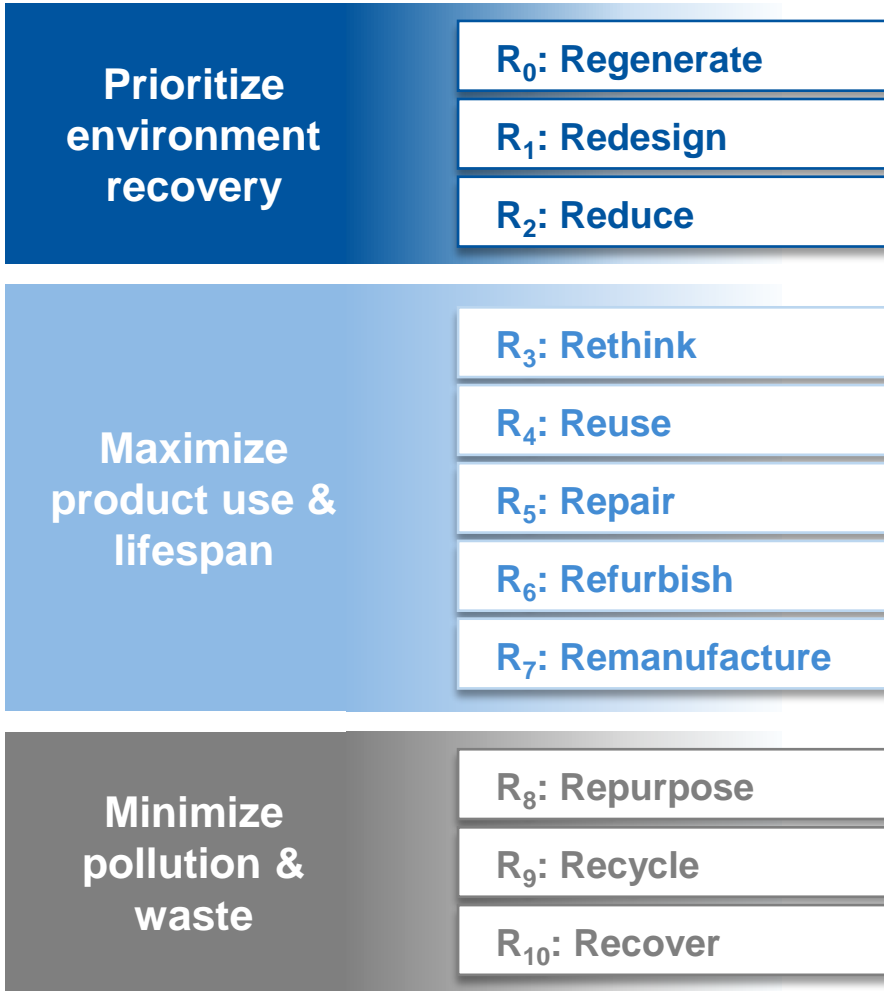 Prioritize
environment
recovery
R₀: Regenerate
R₁: Redesign
R₂: Reduce
Maximize
product use &
lifespan
R₃: Rethink
R₄: Reuse
R₅: Repair
R₆: Refurbish
R₇: Remanufacture
Minimize
pollution &
waste
R₈: Repurpose
R₉: Recycle
R₁₀: Recover